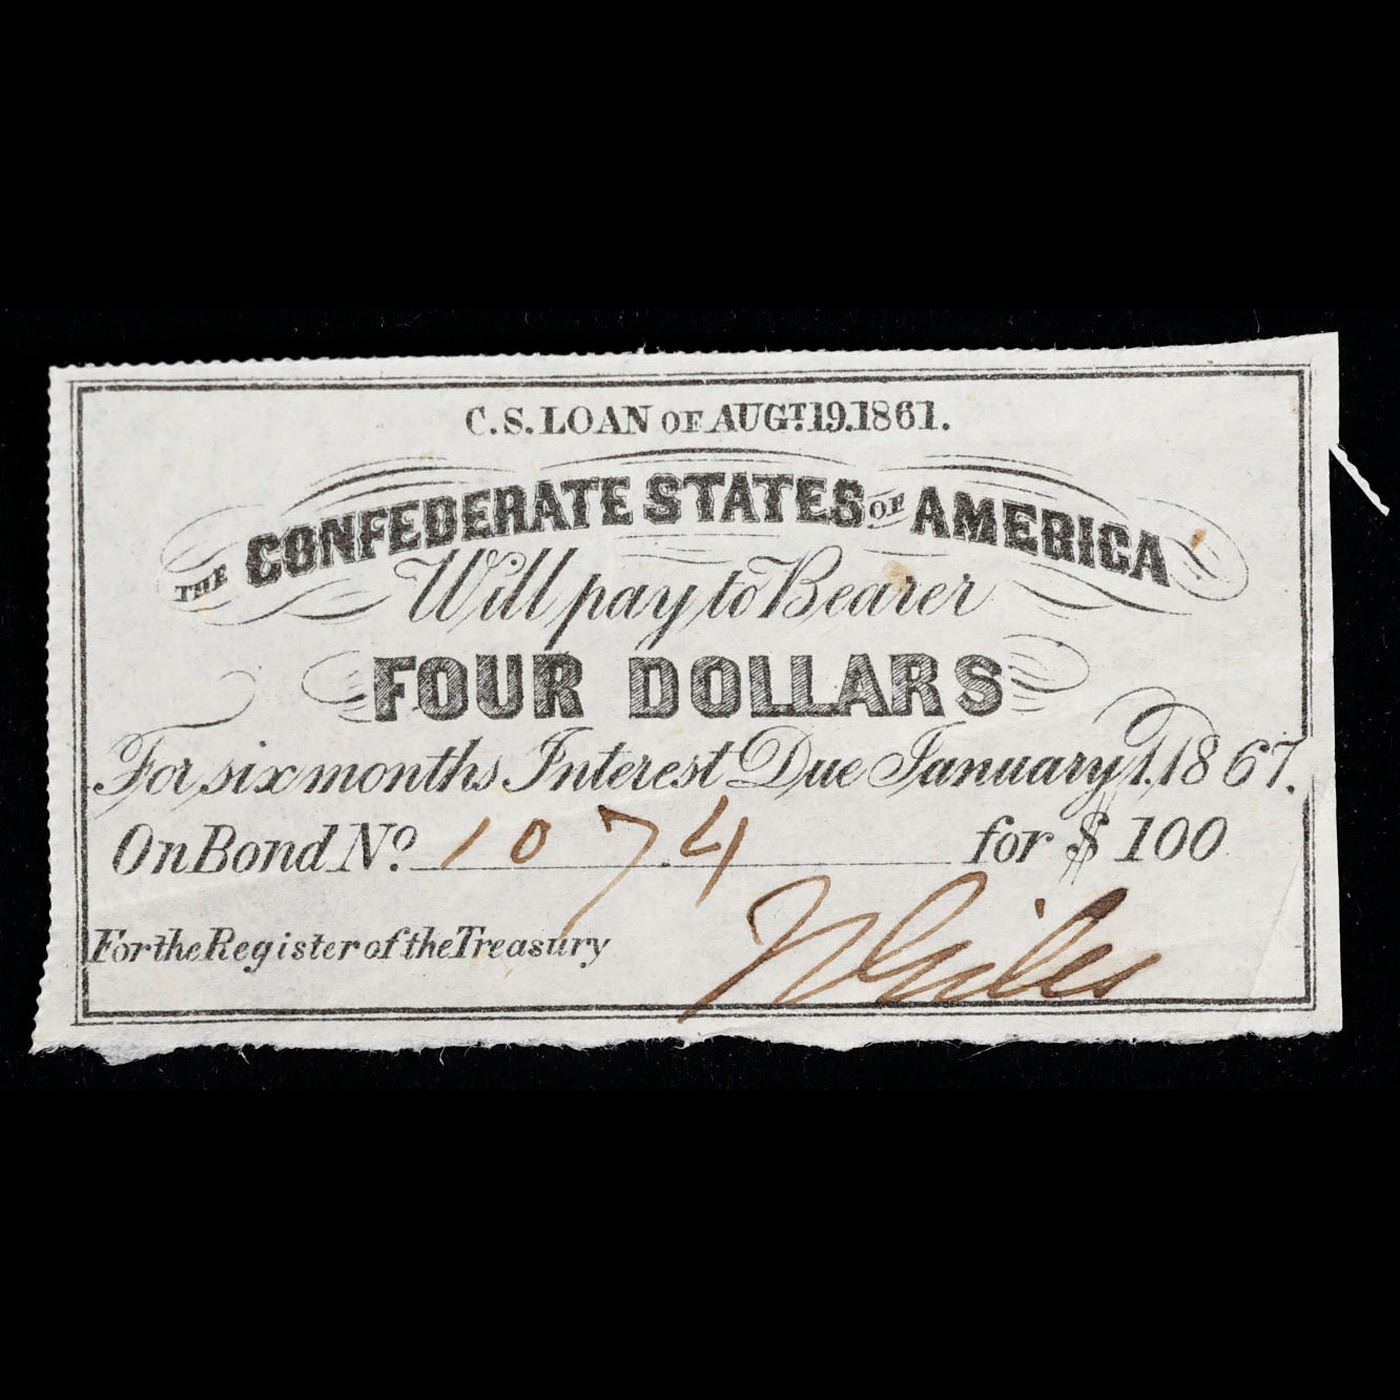 C.S. LOAN OF AUGT. 19. 1861.
THE CONFEDERATE STATES OF AMERICA
Will pay to Bearer
FOUR DOLLARS
For six months Interest Due January 1. 1867.
On Bond No. 1074 for $ 100
For the Register of the Treasury